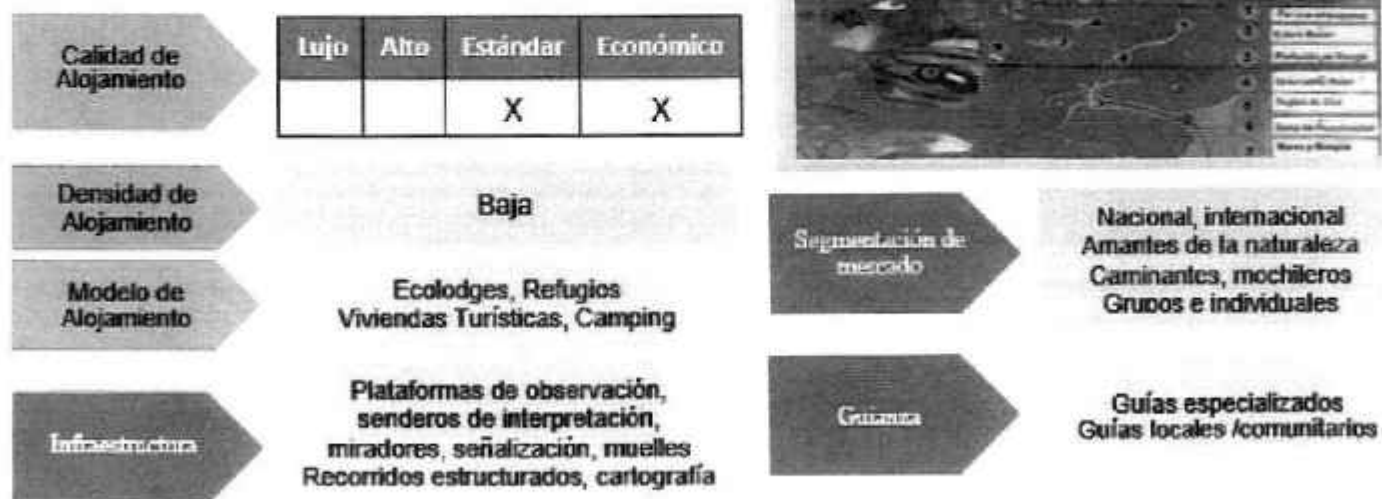 Calidad de
Alojamiento
Lujo Alto Estándar Económico
X X
Densidad de
Alojamiento
Baja
Modelo de
Alojamiento
Ecolodges, Refugios
Viviendas Turísticas, Camping
Infraestructura
Plataformas de observación,
senderos de interpretación,
miradores, señalización, muelles
Recorridos estructurados, cartografía
Segmentación de
mercado
Nacional, internacional
Amantes de la naturaleza
Caminantes, mochileros
Grupos e individuales
Guianza
Guías especializados
Guías locales /comunitarios